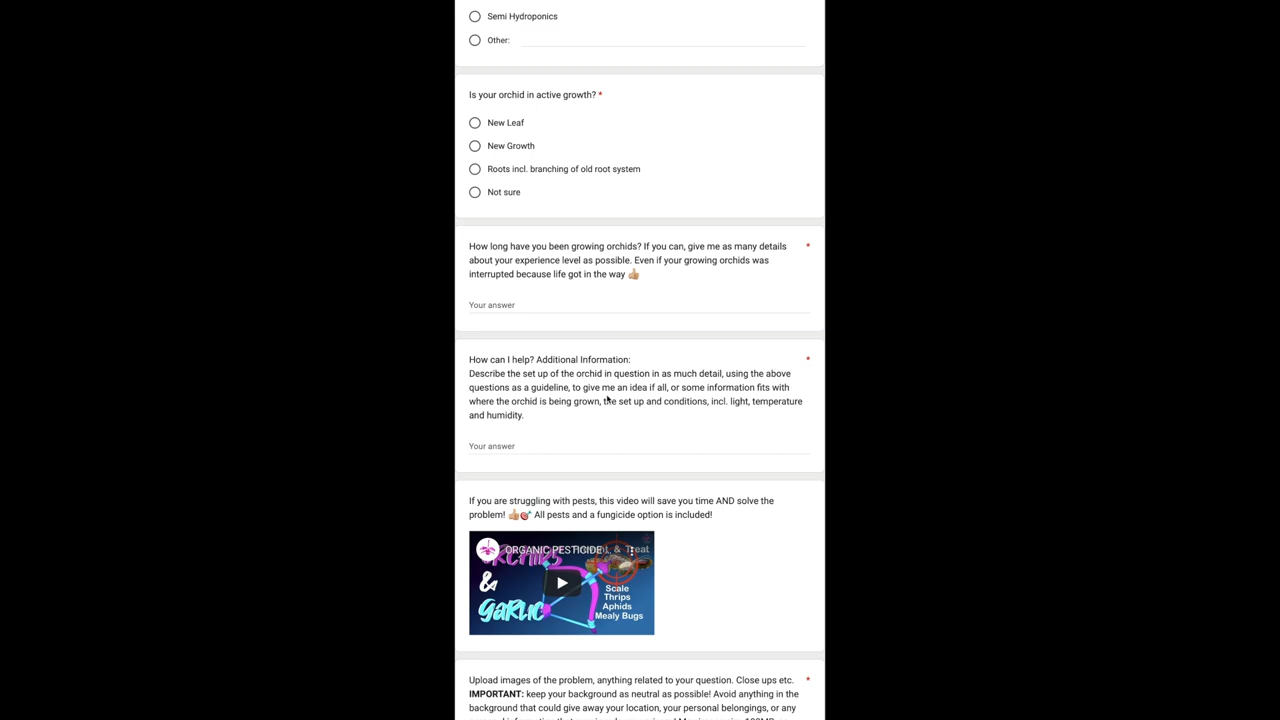 Semi Hydroponics
Other:
Is your orchid in active growth? *
New Leaf
New Growth
Roots incl. branching of old root system
Not sure
How long have you been growing orchids? If you can, give me as many details *
about your experience level as possible. Even if your growing orchids was
interrupted because life got in the way 👍🏼
Your answer
How can I help? Additional Information: *
Describe the set up of the orchid in question in as much detail, using the above
questions as a guideline, to give me an idea if all, or some information fits with
where the orchid is being grown, the set up and conditions, incl. light, temperature
and humidity.
Your answer
If you are struggling with pests, this video will save you time AND solve the
problem! 👍🏼🎯 All pests and a fungicide option is included!
ORGANIC PESTICIDE
& Treat
ORCHIDS
&
GARLIC
Scale
Thrips
Aphids
Mealy Bugs
Upload images of the problem, anything related to your question. Close ups etc. *
IMPORTANT: keep your background as neutral as possible! Avoid anything in the
background that could give away your location, your personal belongings, or any